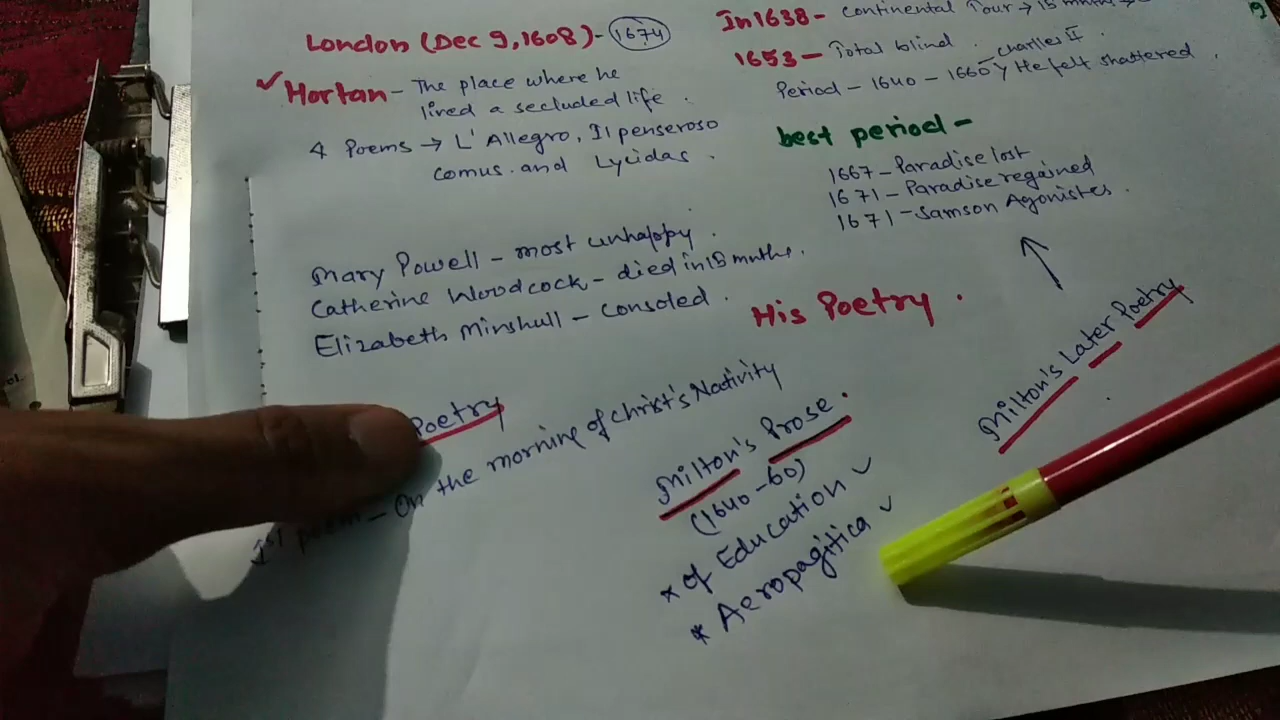 London (Dec 9, 1608) - 1674
Hortan - The place where he
lived a secluded life.
4 Poems → L'Allegro, Il penseroso
comus. and Lycidas.
In 1638 - Continental Tour → 15
1653 - Total blind.
Charles II.
Period - 1640 - 1660 y He felt shattered.
best period -
1667 - Paradise lost
1671 - Paradise regained
1671 - Samson Agonistes.
Mary Powell - most unhappy.
Catherine Woodcock - died in 15 mnths.
Elizabeth Minshull - consoled.
His Poetry.
Milton's Later Poetry
Poetry
1st poem - On the morning of Christ's Nativity
Milton's Prose.
(1640-60)
* Of Education ✓
* Aeropagitica ✓